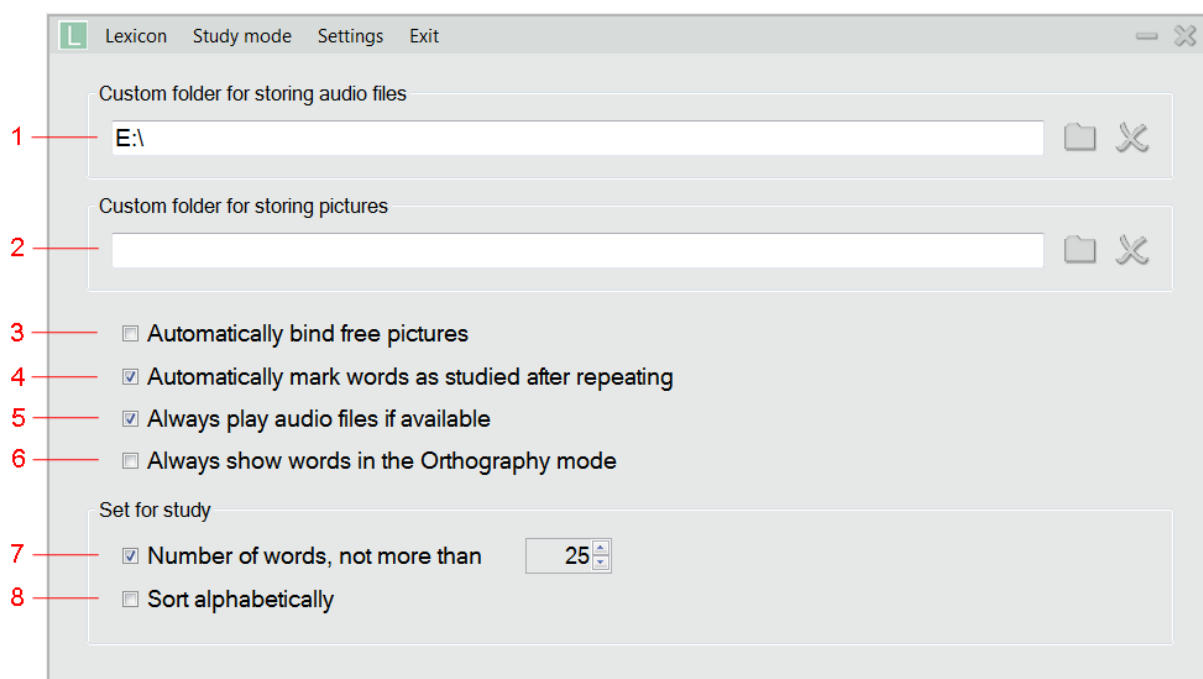 L Lexicon Study mode Settings Exit
Custom folder for storing audio files
1 E:\
Custom folder for storing pictures
2
3 Automatically bind free pictures
4 Automatically mark words as studied after repeating
5 Always play audio files if available
6 Always show words in the Orthography mode
Set for study
7 Number of words, not more than 25
8 Sort alphabetically